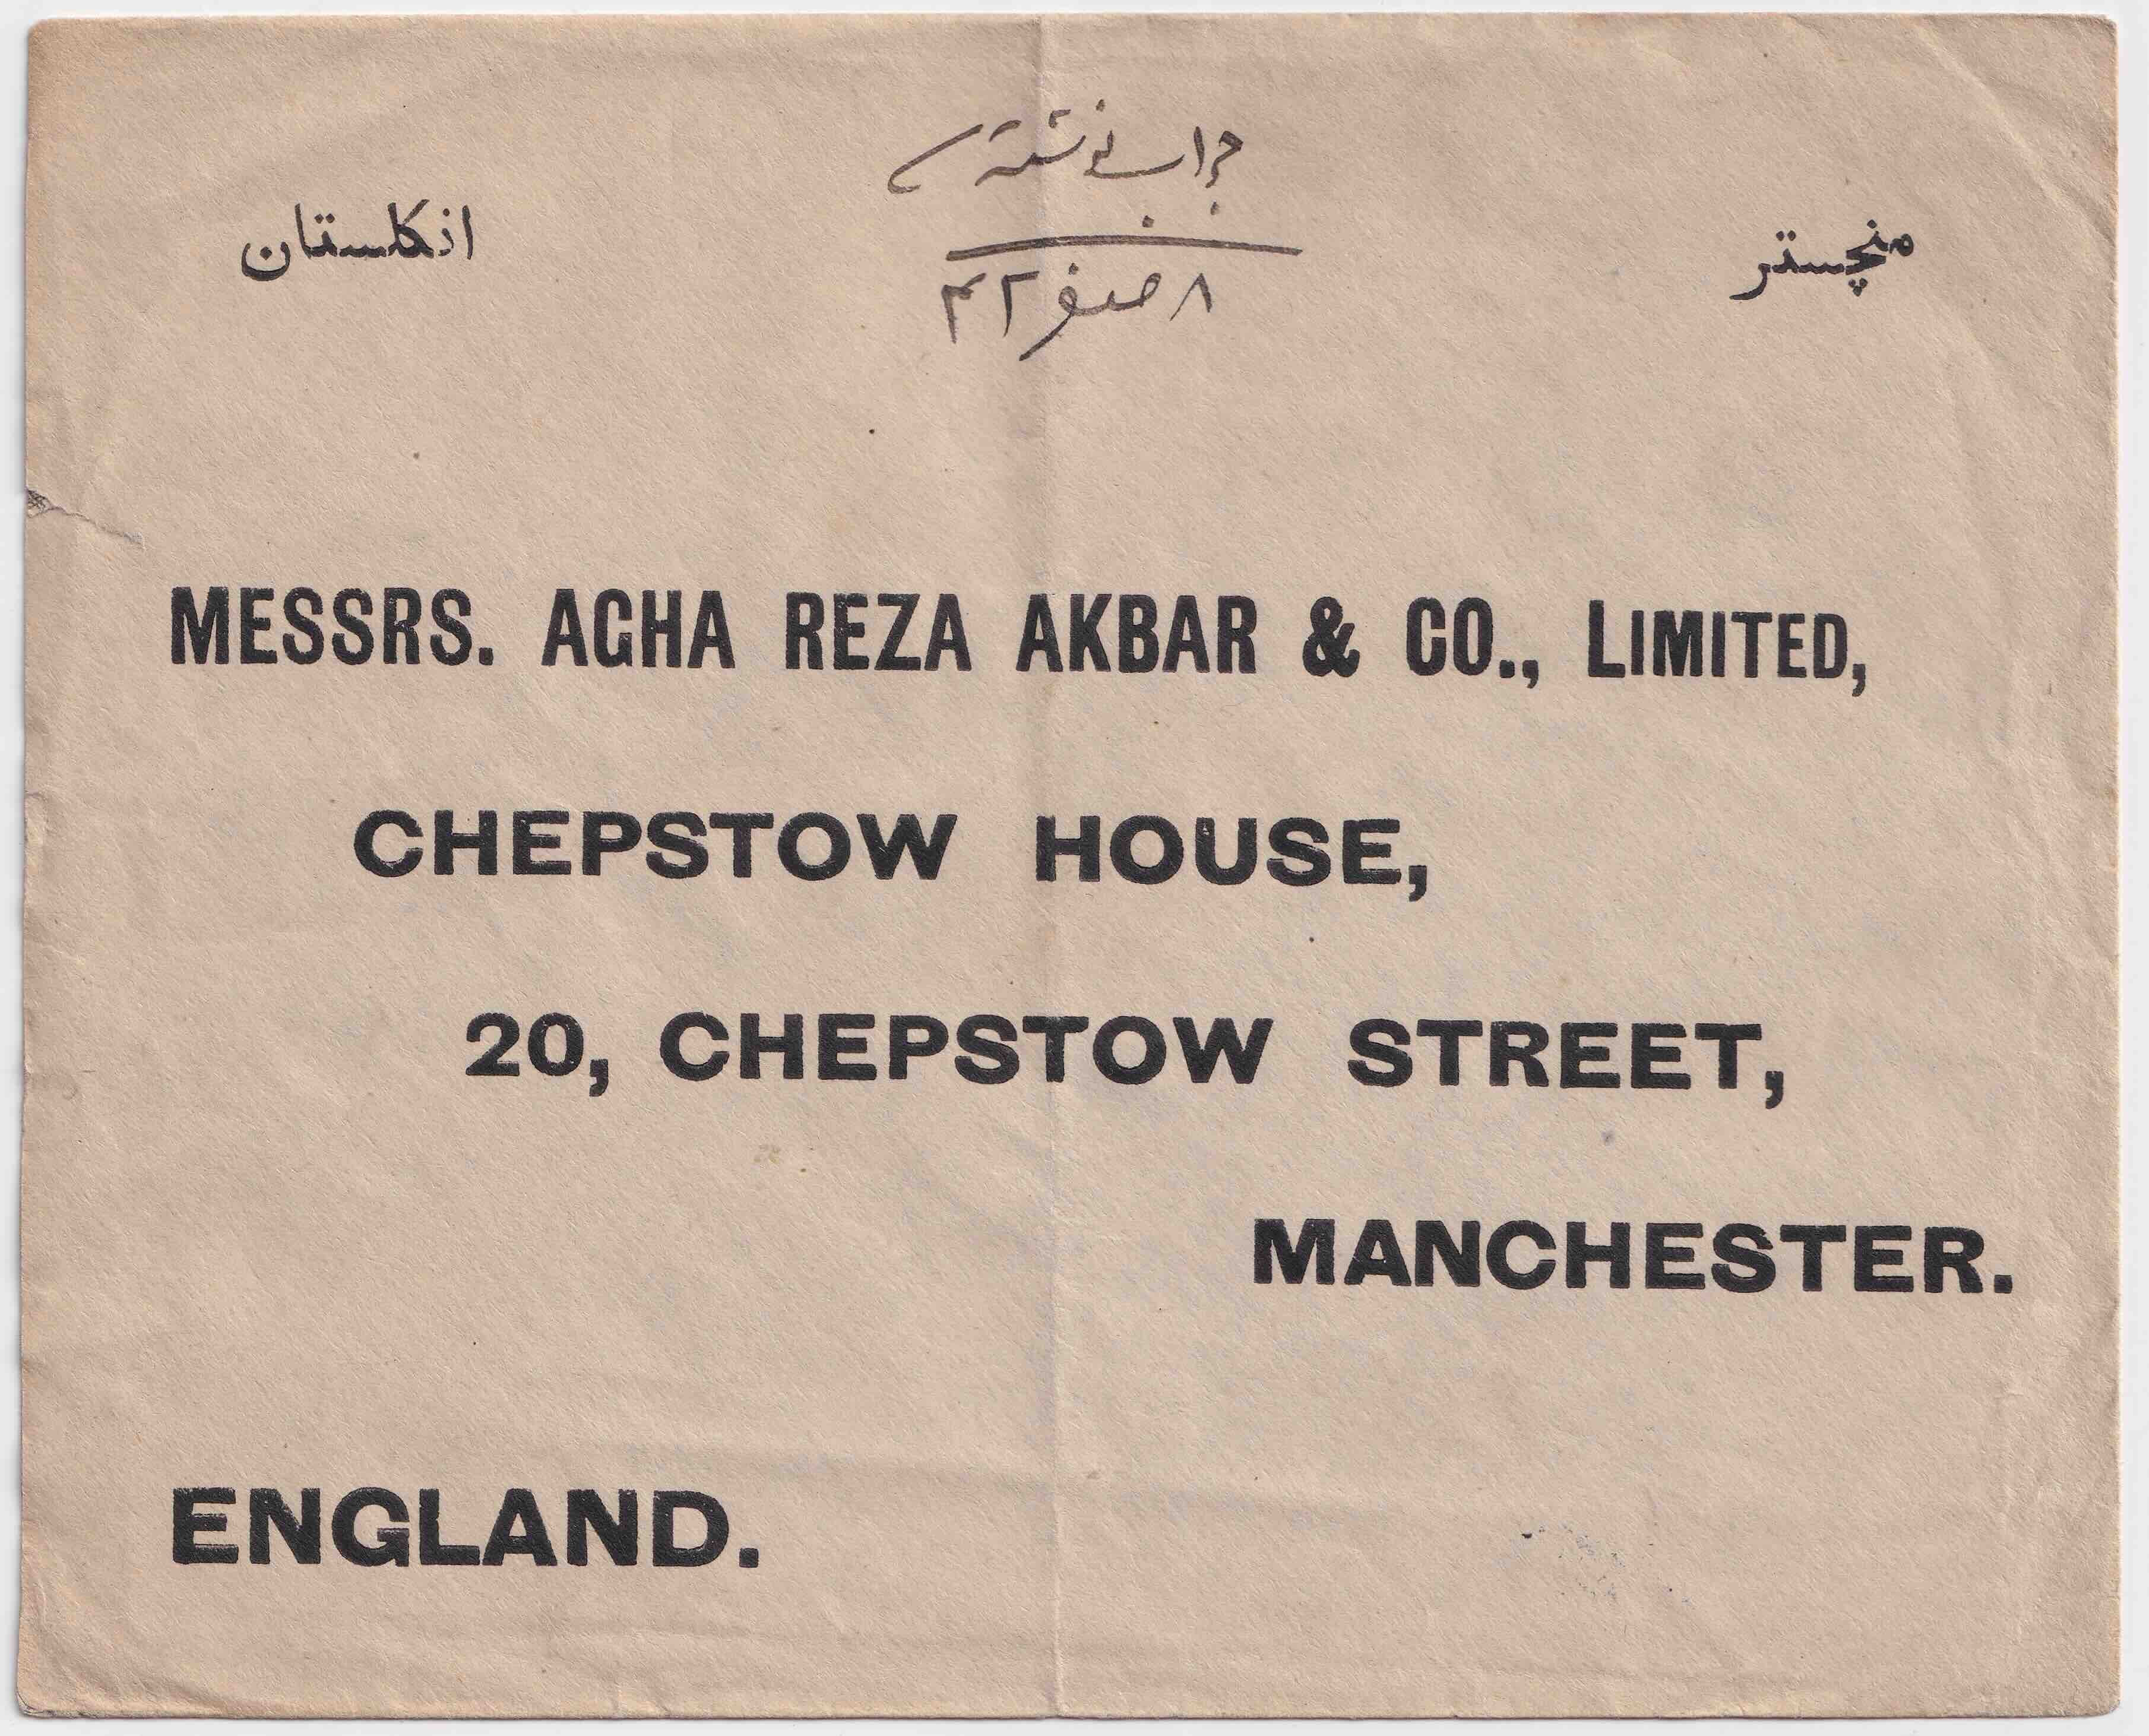 جواب نوشته شد
منچستر
انکلستان
۸ صفر ۴۲
MESSRS. AGHA REZA AKBAR & CO., LIMITED,
CHEPSTOW HOUSE,
20, CHEPSTOW STREET,
MANCHESTER.
ENGLAND.